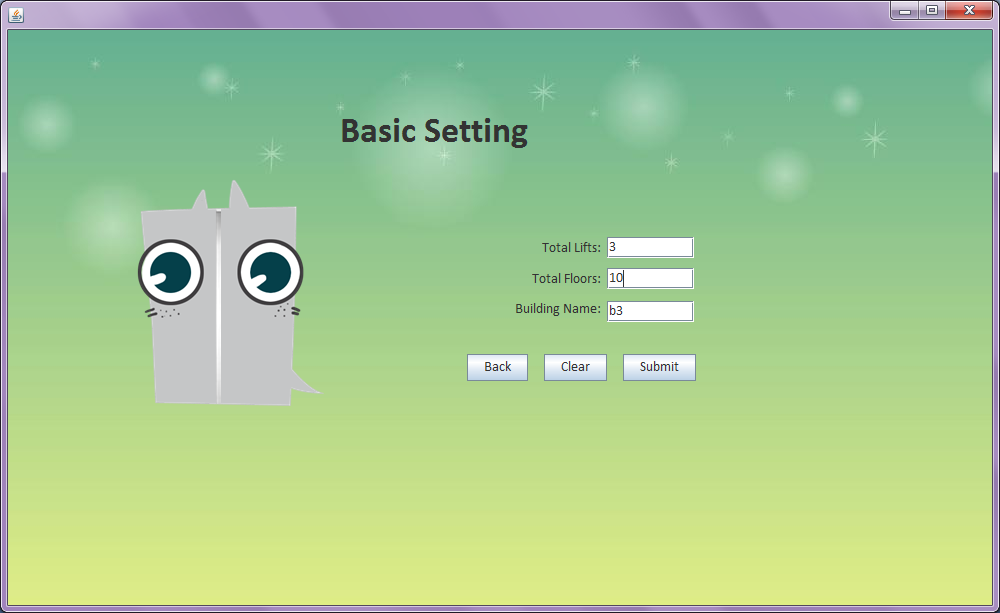 Basic Setting
Total Lifts: 3
Total Floors: 10
Building Name: b3
Back Clear Submit